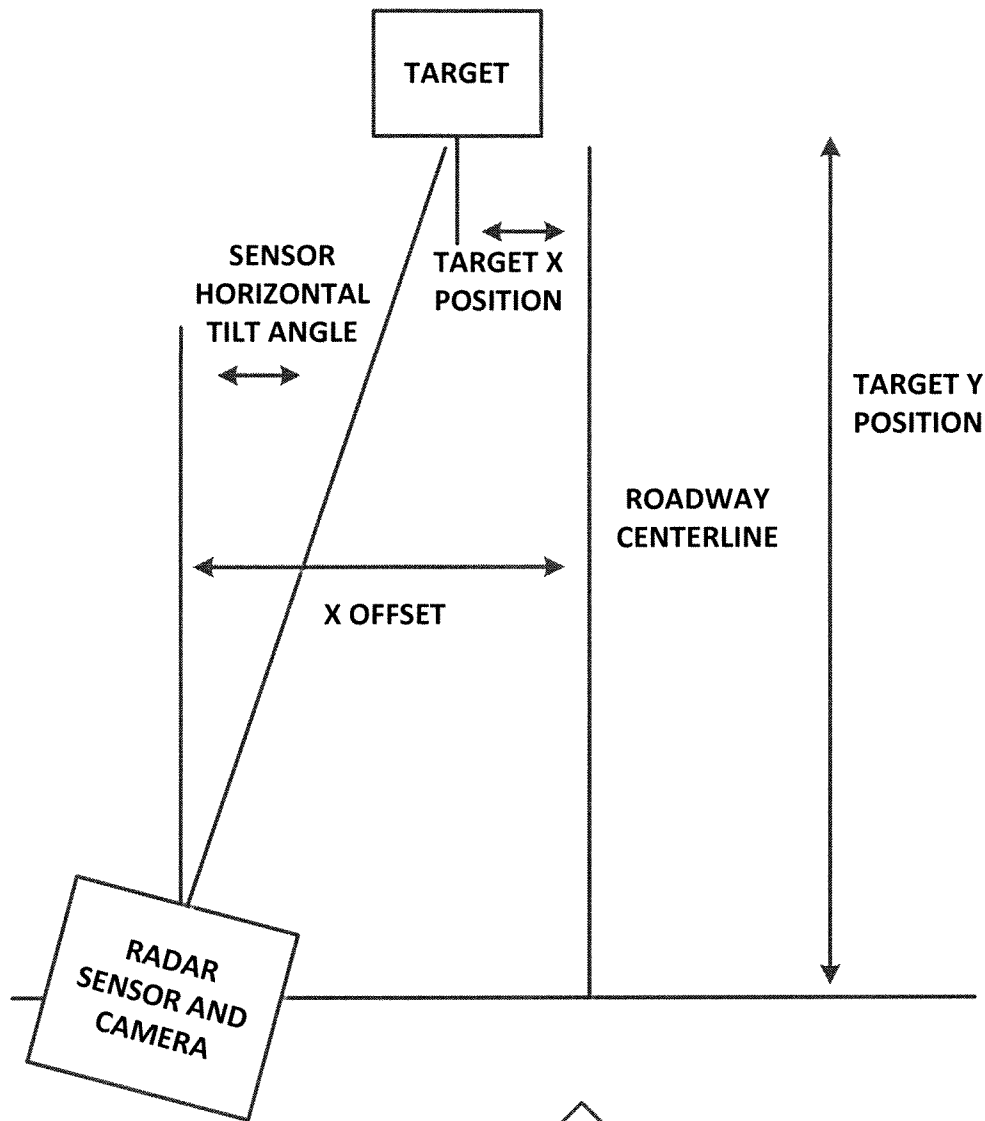 TARGET
SENSOR
HORIZONTAL
TILT ANGLE
TARGET X
POSITION
TARGET Y
POSITION
ROADWAY
CENTERLINE
X OFFSET
RADAR
SENSOR AND
CAMERA